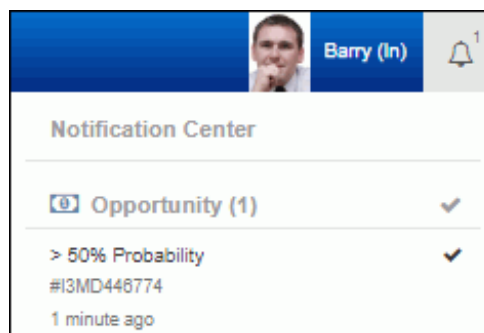 Barry (In)
1
Notification Center
Opportunity (1)
> 50% Probability
#I3MD446774
1 minute ago